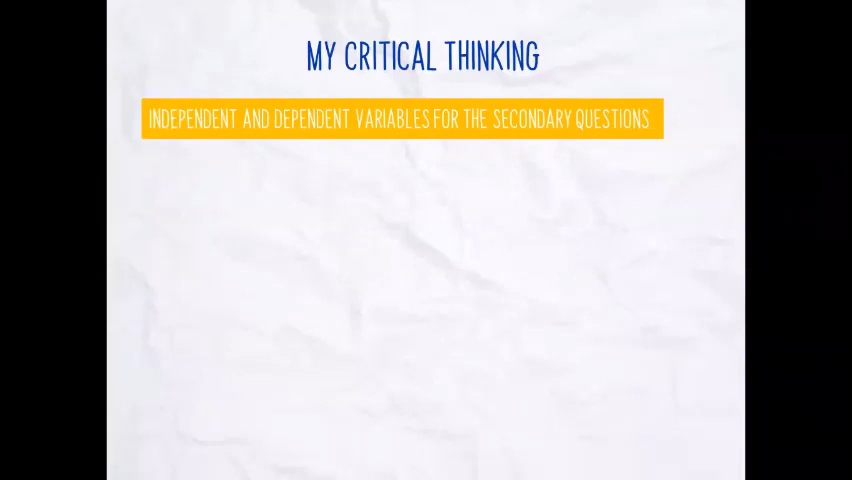 MY CRITICAL THINKING
INDEPENDENT AND DEPENDENT VARIABLES FOR THE SECONDARY QUESTIONS